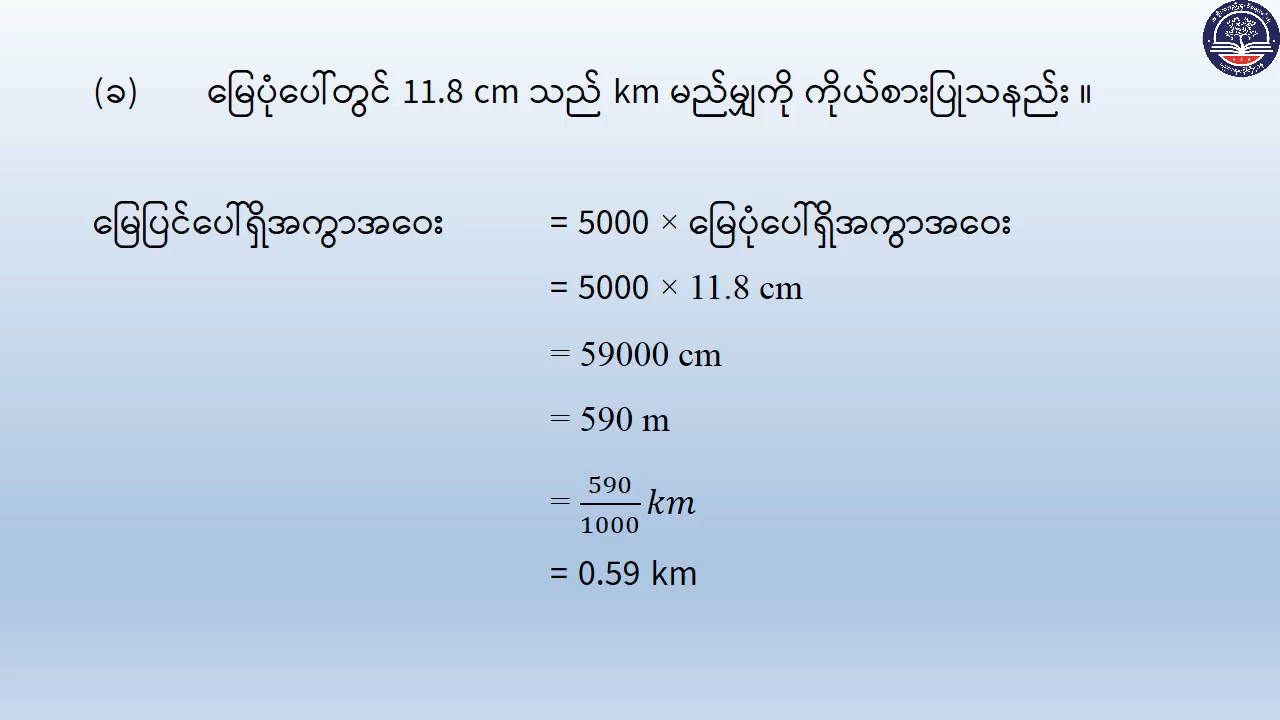 (ခ) မြေပုံပေါ်တွင် 11.8 cm သည် km မည်မျှကို ကိုယ်စားပြုသနည်း ။
မြေပြင်ပေါ်ရှိအကွာအဝေး = 5000 × မြေပုံပေါ်ရှိအကွာအဝေး
= 5000 × 11.8 cm
= 59000 cm
= 590 m
= 590/1000 km
= 0.59 km